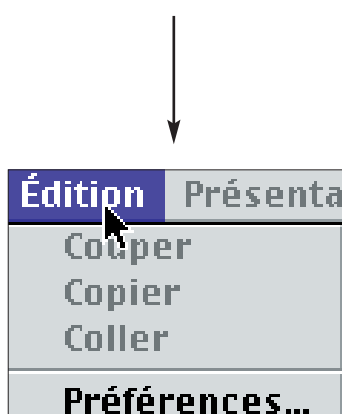 Édition Présenta
Couper
Copier
Coller
Préférences...